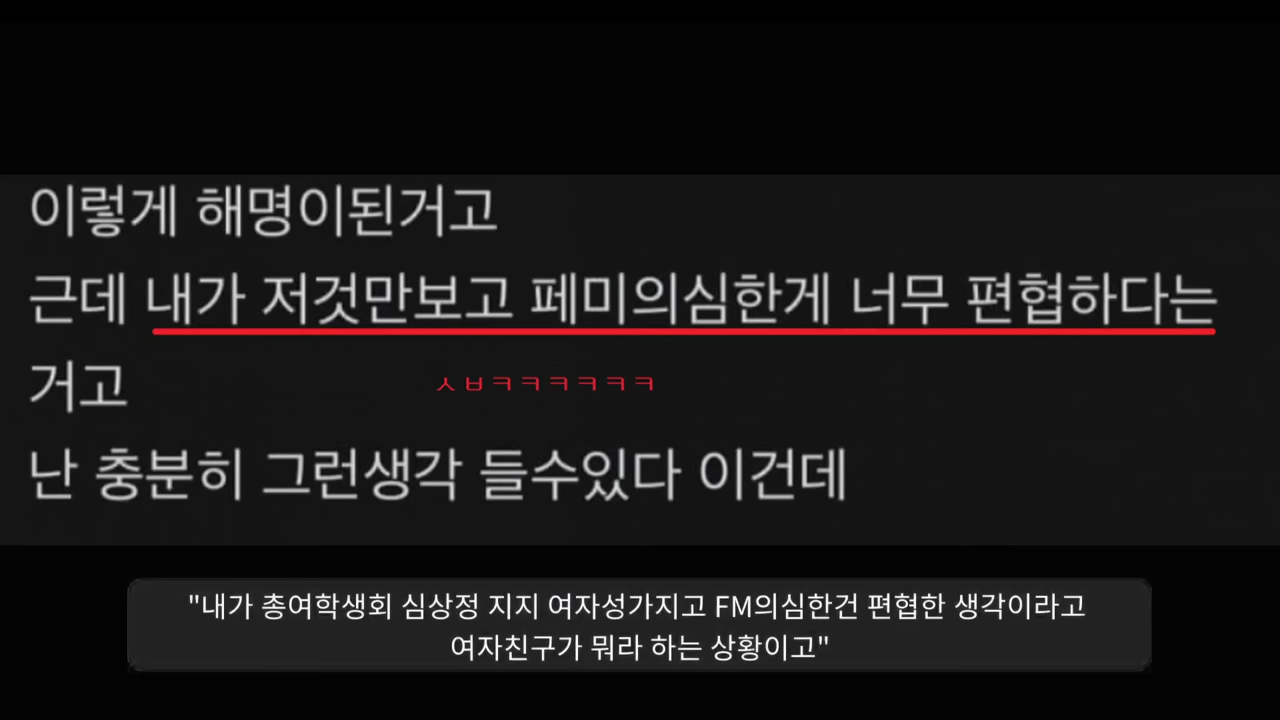 이렇게 해명이된거고
근데 내가 저것만보고 페미의심한게 너무 편협하다는
거고
ㅅㅂㅋㅋㅋㅋㅋㅋ
난 충분히 그런생각 들수있다 이건데
"내가 총여학생회 심상정 지지 여자성가지고 FM의심한건 편협한 생각이라고
여자친구가 뭐라 하는 상황이고"